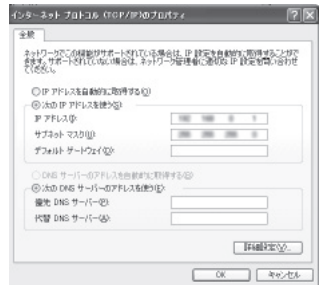 インターネット プロトコル (TCP/IP)のプロパティ
全般
ネットワークでこの機能がサポートされている場合は、IP 設定を自動的に取得することがで
きます。サポートされていない場合は、ネットワーク管理者に適切な IP 設定を問い合わせ
てください。
IP アドレスを自動的に取得する(O)
次の IP アドレスを使う(S):
IP アドレス(I):
192 168 0 1
サブネット マスク(U):
255 255 255 0
デフォルト ゲートウェイ(D):
DNS サーバーのアドレスを自動的に取得する(B)
次の DNS サーバーのアドレスを使う(E):
優先 DNS サーバー(P):
代替 DNS サーバー(A):
詳細設定(V)...
OK
キャンセル